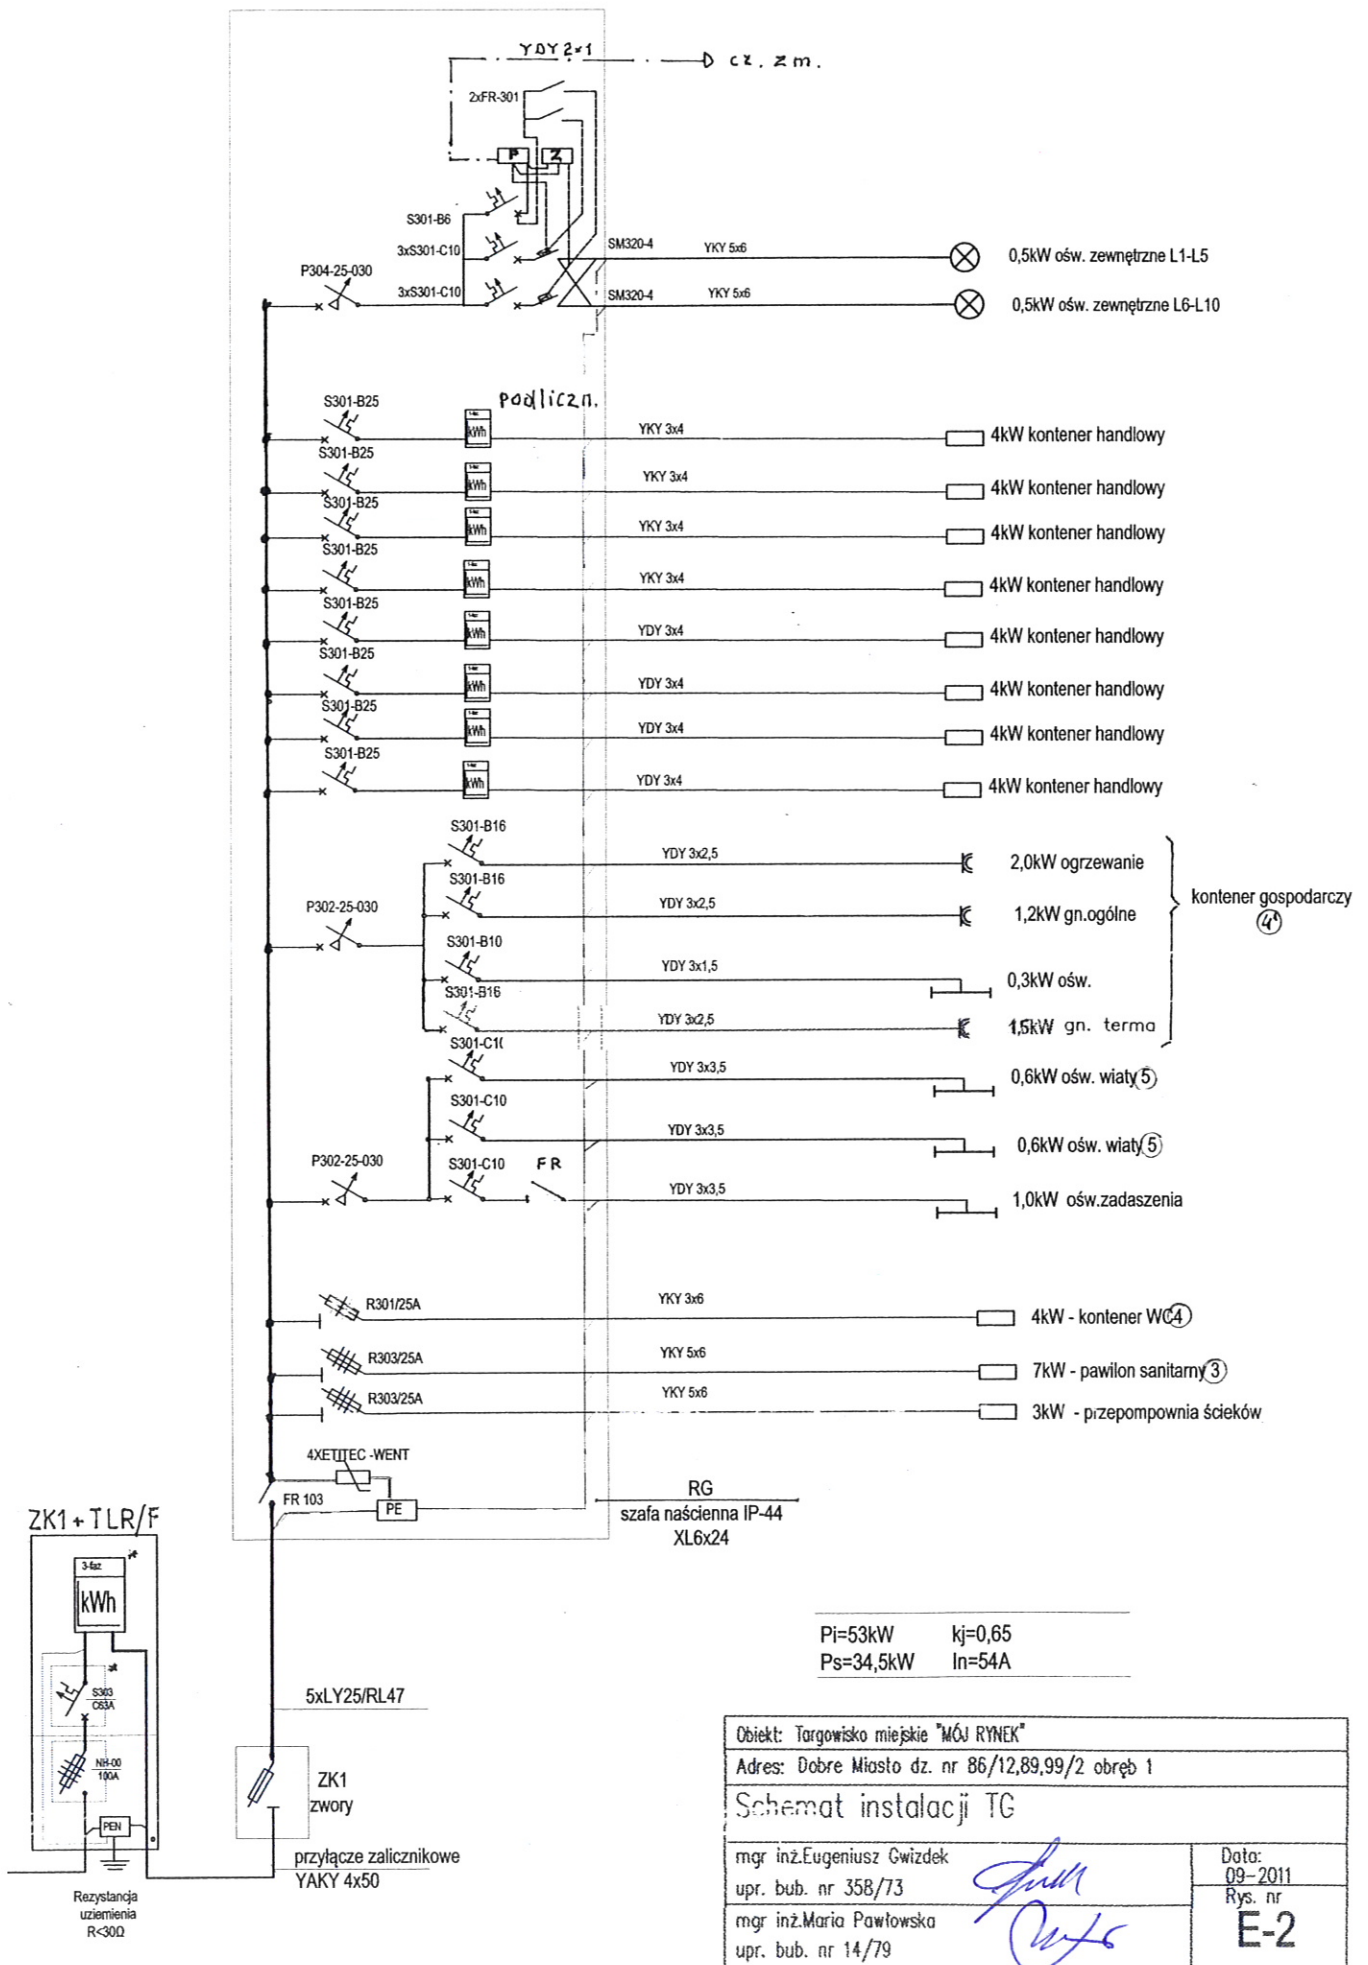 YDY 2x1
cz. zm.
2xFR-301
P Z
S301-B6
3xS301-C10
SM320-4 YKY 5x6 0,5kW ośw. zewnętrzne L1-L5
P304-25-030
3xS301-C10
SM320-4 YKY 5x6 0,5kW ośw. zewnętrzne L6-L10
podliczn.
S301-B25 kWh YKY 3x4 4kW kontener handlowy
S301-B25 kWh YKY 3x4 4kW kontener handlowy
S301-B25 kWh YKY 3x4 4kW kontener handlowy
S301-B25 kWh YKY 3x4 4kW kontener handlowy
S301-B25 kWh YDY 3x4 4kW kontener handlowy
S301-B25 kWh YDY 3x4 4kW kontener handlowy
S301-B25 kWh YDY 3x4 4kW kontener handlowy
S301-B25 kWh YDY 3x4 4kW kontener handlowy
S301-B16 YDY 3x2,5 2,0kW ogrzewanie
P302-25-030
S301-B16 YDY 3x2,5 1,2kW gn.ogólne
kontener gospodarczy
4'
S301-B10 YDY 3x1,5 0,3kW ośw.
S301-B16 YDY 3x2,5 1,5kW gn. terma
S301-C10 YDY 3x3,5 0,6kW ośw. wiaty 5
S301-C10 YDY 3x3,5 0,6kW ośw. wiaty 5
P302-25-030
S301-C10 FR YDY 3x3,5 1,0kW ośw.zadaszenia
R301/25A YKY 3x6 4kW - kontener WC 4
R303/25A YKY 5x6 7kW - pawilon sanitarny 3
R303/25A YKY 5x6 3kW - przepompownia ścieków
4XETITEC -WENT
FR 103
PE
RG
szafa naścienna IP-44
XL6x24
ZK1 + TLR/F
3-faz
kWh
S303
C63A
NH-00
100A
PEN
Rezystancja
uziemienia
R<30Ω
5xLY25/RL47
ZK1
zwory
przyłącze zalicznikowe
YAKY 4x50
Pi=53kW kj=0,65
Ps=34,5kW In=54A
Obiekt: Targowisko miejskie "MÓJ RYNEK"
Adres: Dobre Miasto dz. nr 86/12,89,99/2 obręb 1
Schemat instalacji TG
mgr inż.Eugeniusz Gwizdek
upr. bub. nr 358/73
Data:
09-2011
mgr inż.Maria Pawłowska
upr. bub. nr 14/79
Rys. nr
E-2